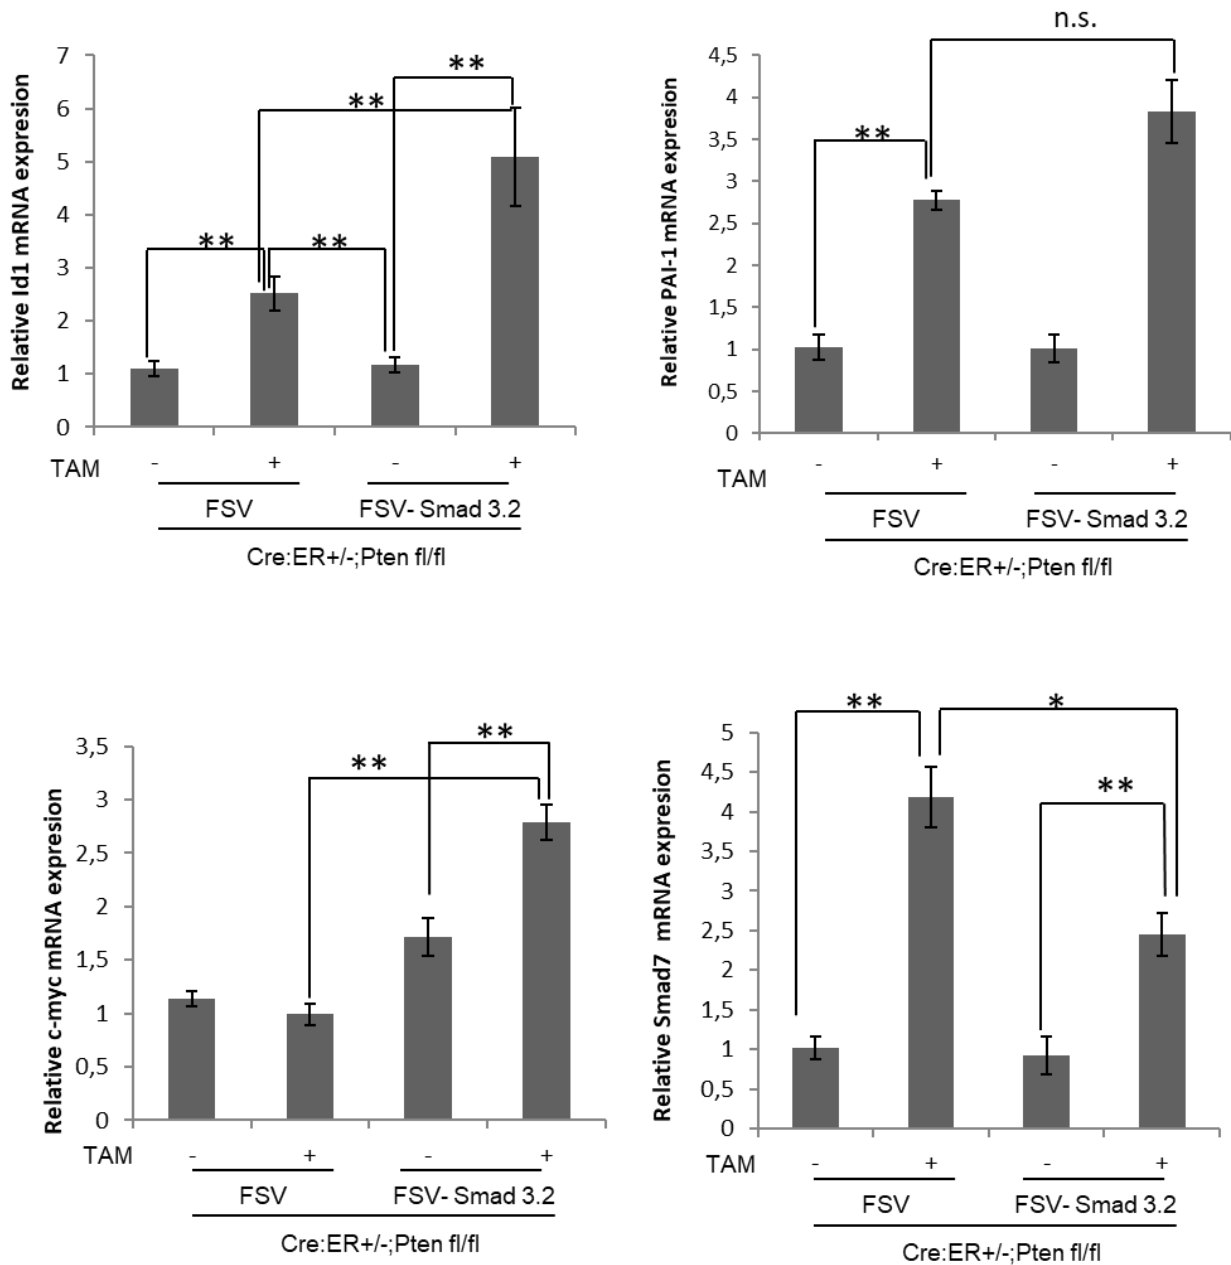 Relative Id1 mRNA expresion
7
6
5
4
3
2
1
0
**
**
**
**
TAM - + - +
FSV FSV- Smad 3.2
Cre:ER+/-;Pten fl/fl
Relative PAI-1 mRNA expresion
4,5
4
3,5
3
2,5
2
1,5
1
0,5
0
n.s.
**
TAM - + - +
FSV FSV- Smad 3.2
Cre:ER+/-;Pten fl/fl
Relative c-myc mRNA expresion
3,5
3
2,5
2
1,5
1
0,5
0
**
**
TAM - + - +
FSV FSV- Smad 3.2
Cre:ER+/-;Pten fl/fl
Relative Smad7 mRNA expresion
5
4,5
4
3,5
3
2,5
2
1,5
1
0,5
0
** *
**
TAM - + - +
FSV FSV- Smad 3.2
Cre:ER+/-;Pten fl/fl